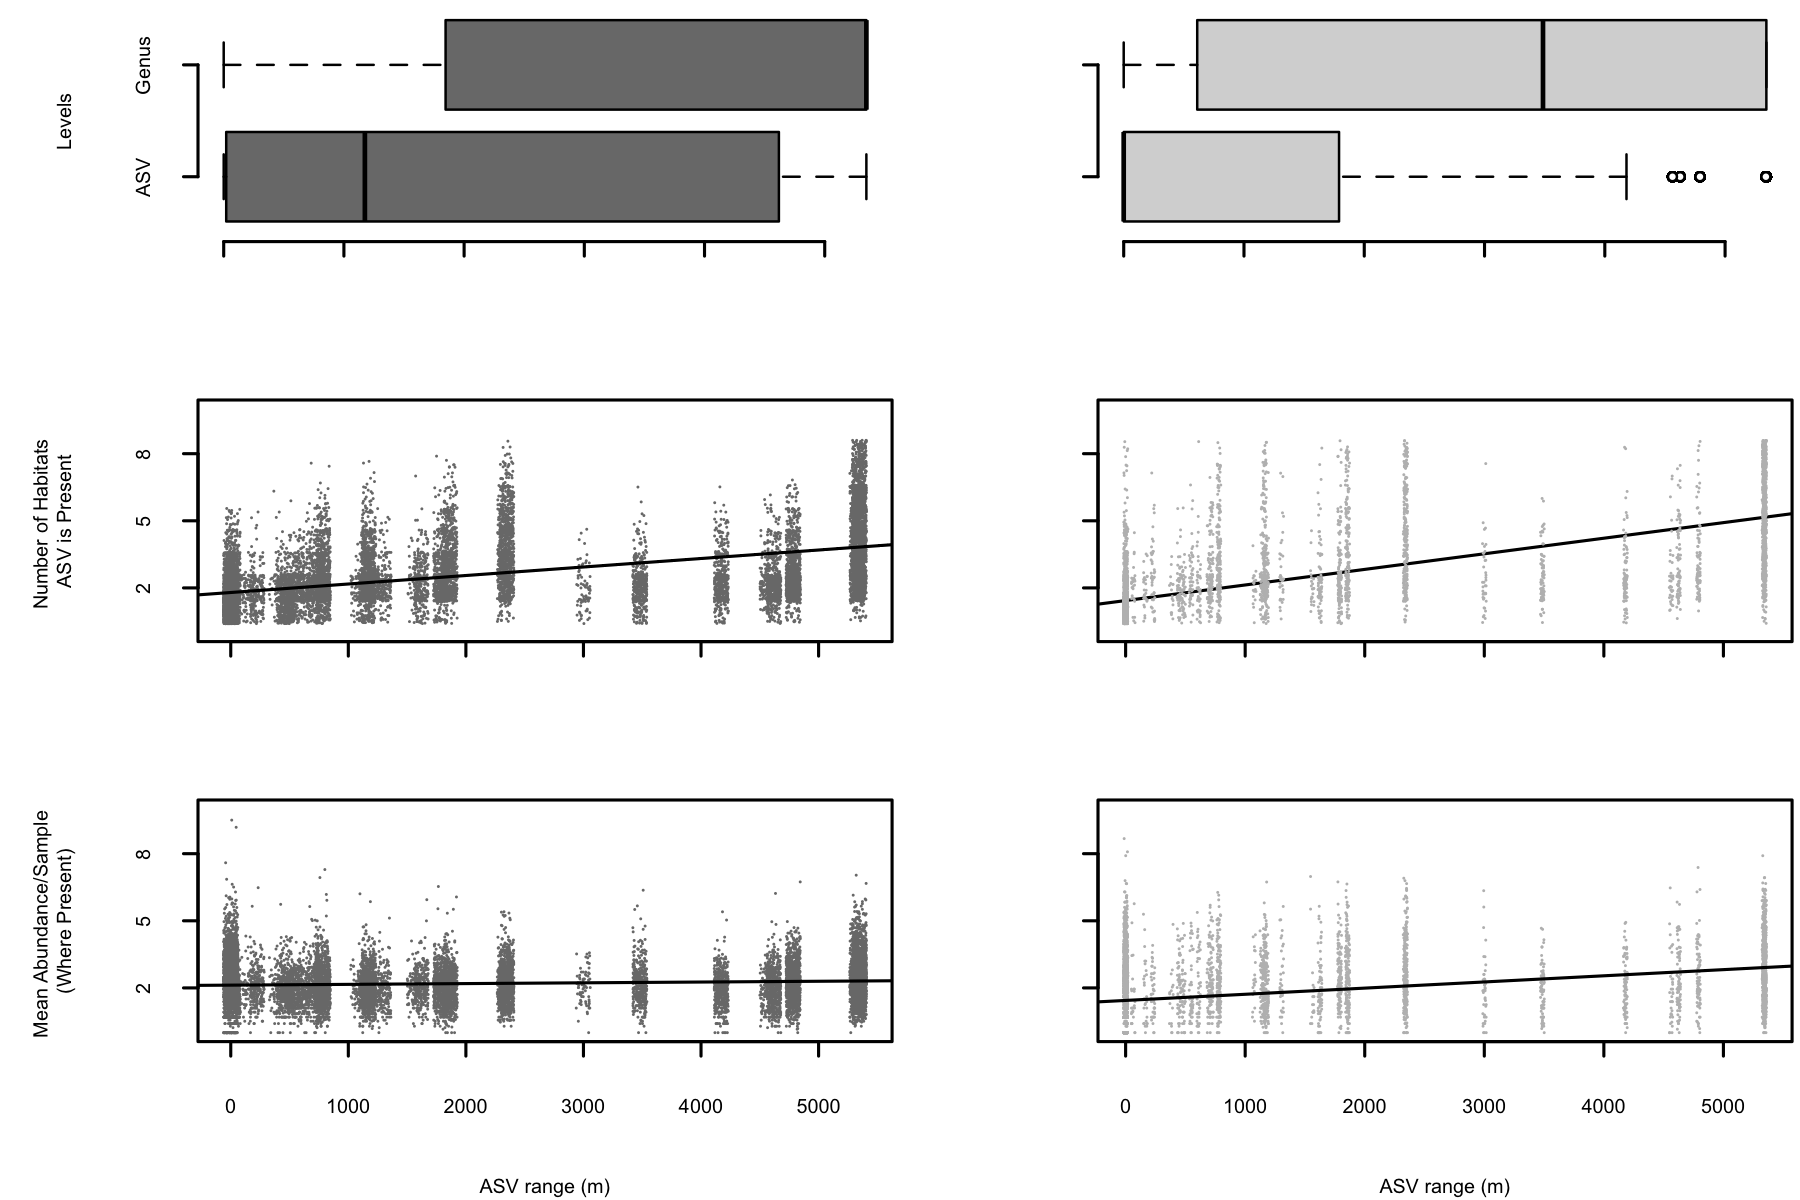 Levels
Genus
ASV
Number of Habitats
ASV is Present
8
5
2
Mean Abundance/Sample
(Where Present)
8
5
2
0 1000 2000 3000 4000 5000
0 1000 2000 3000 4000 5000
ASV range (m)
ASV range (m)